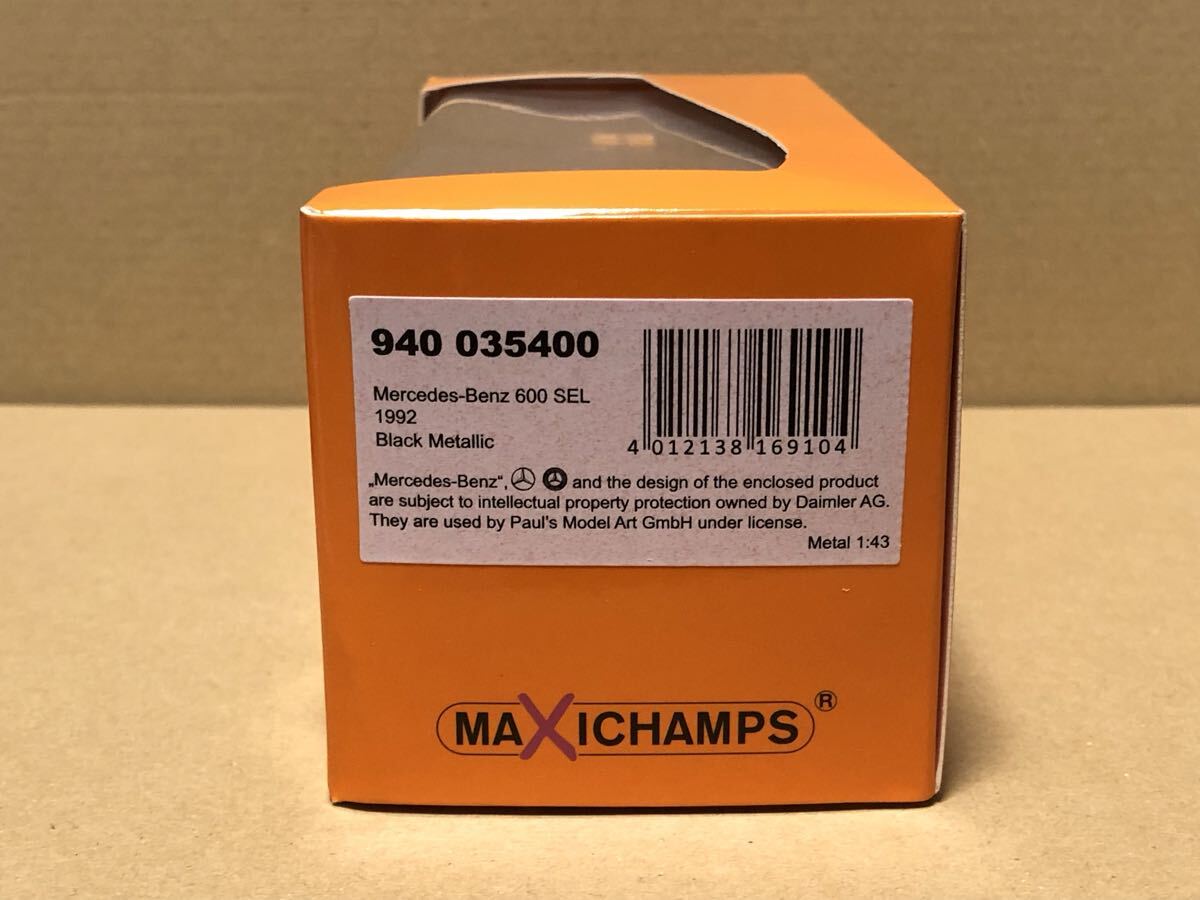 940 035400
Mercedes-Benz 600 SEL
1992
Black Metallic
4 012138 169104
„Mercedes-Benz“, and the design of the enclosed product
are subject to intellectual property protection owned by Daimler AG.
They are used by Paul's Model Art GmbH under license.
Metal 1:43
MAXICHAMPS®